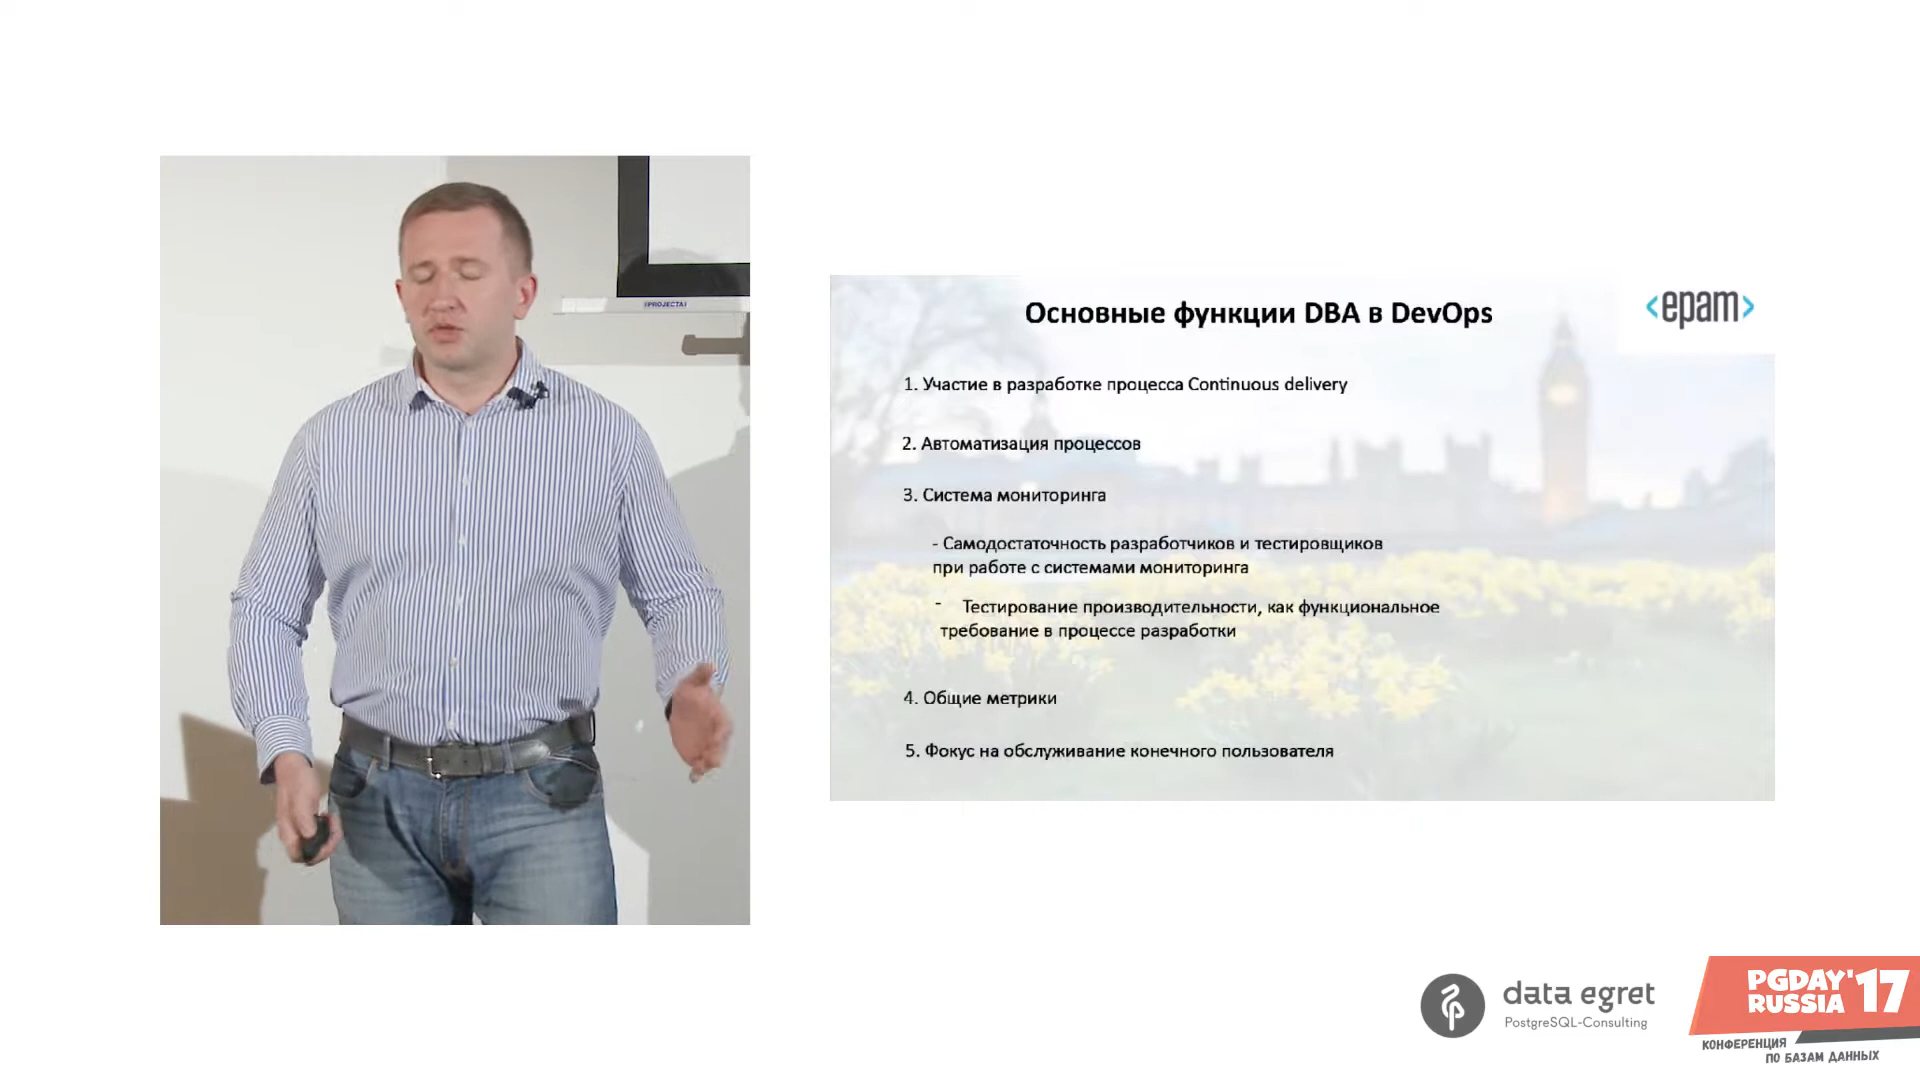 PROJECTA
Основные функции DBA в DevOps
<epam>
1. Участие в разработке процесса Continuous delivery
2. Автоматизация процессов
3. Система мониторинга
- Самодостаточность разработчиков и тестировщиков
при работе с системами мониторинга
- Тестирование производительности, как функциональное
требование в процессе разработки
4. Общие метрики
5. Фокус на обслуживание конечного пользователя
data egret
PostgreSQL-Consulting
PGDAY'17
RUSSIA
КОНФЕРЕНЦИЯ
ПО БАЗАМ ДАННЫХ